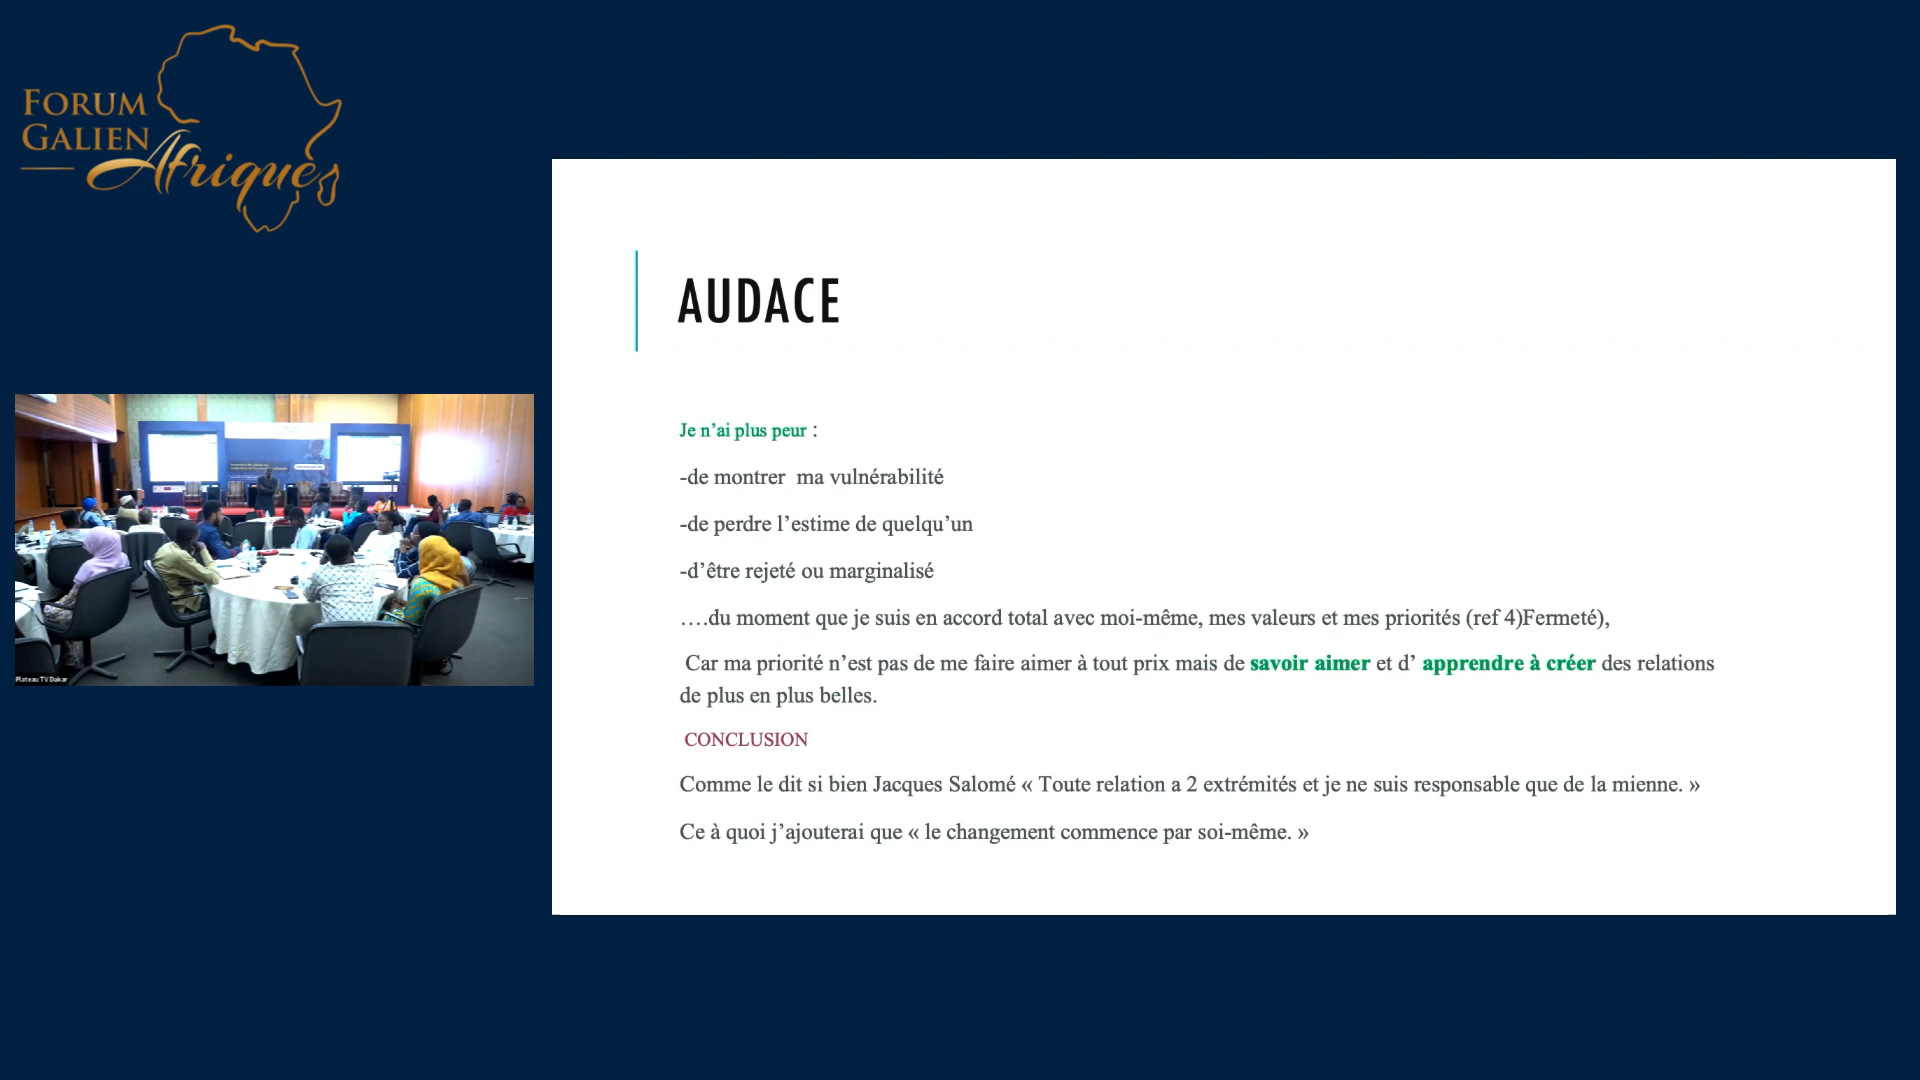 FORUM
GALIEN
Afrique
Plateau TV Dakar
AUDACE
Je n’ai plus peur :
-de montrer  ma vulnérabilité
-de perdre l’estime de quelqu’un
-d’être rejeté ou marginalisé
….du moment que je suis en accord total avec moi-même, mes valeurs et mes priorités (ref 4)Fermeté),
Car ma priorité n’est pas de me faire aimer à tout prix mais de savoir aimer et d’ apprendre à créer des relations
de plus en plus belles.
CONCLUSION
Comme le dit si bien Jacques Salomé « Toute relation a 2 extrémités et je ne suis responsable que de la mienne. »
Ce à quoi j’ajouterai que « le changement commence par soi-même. »